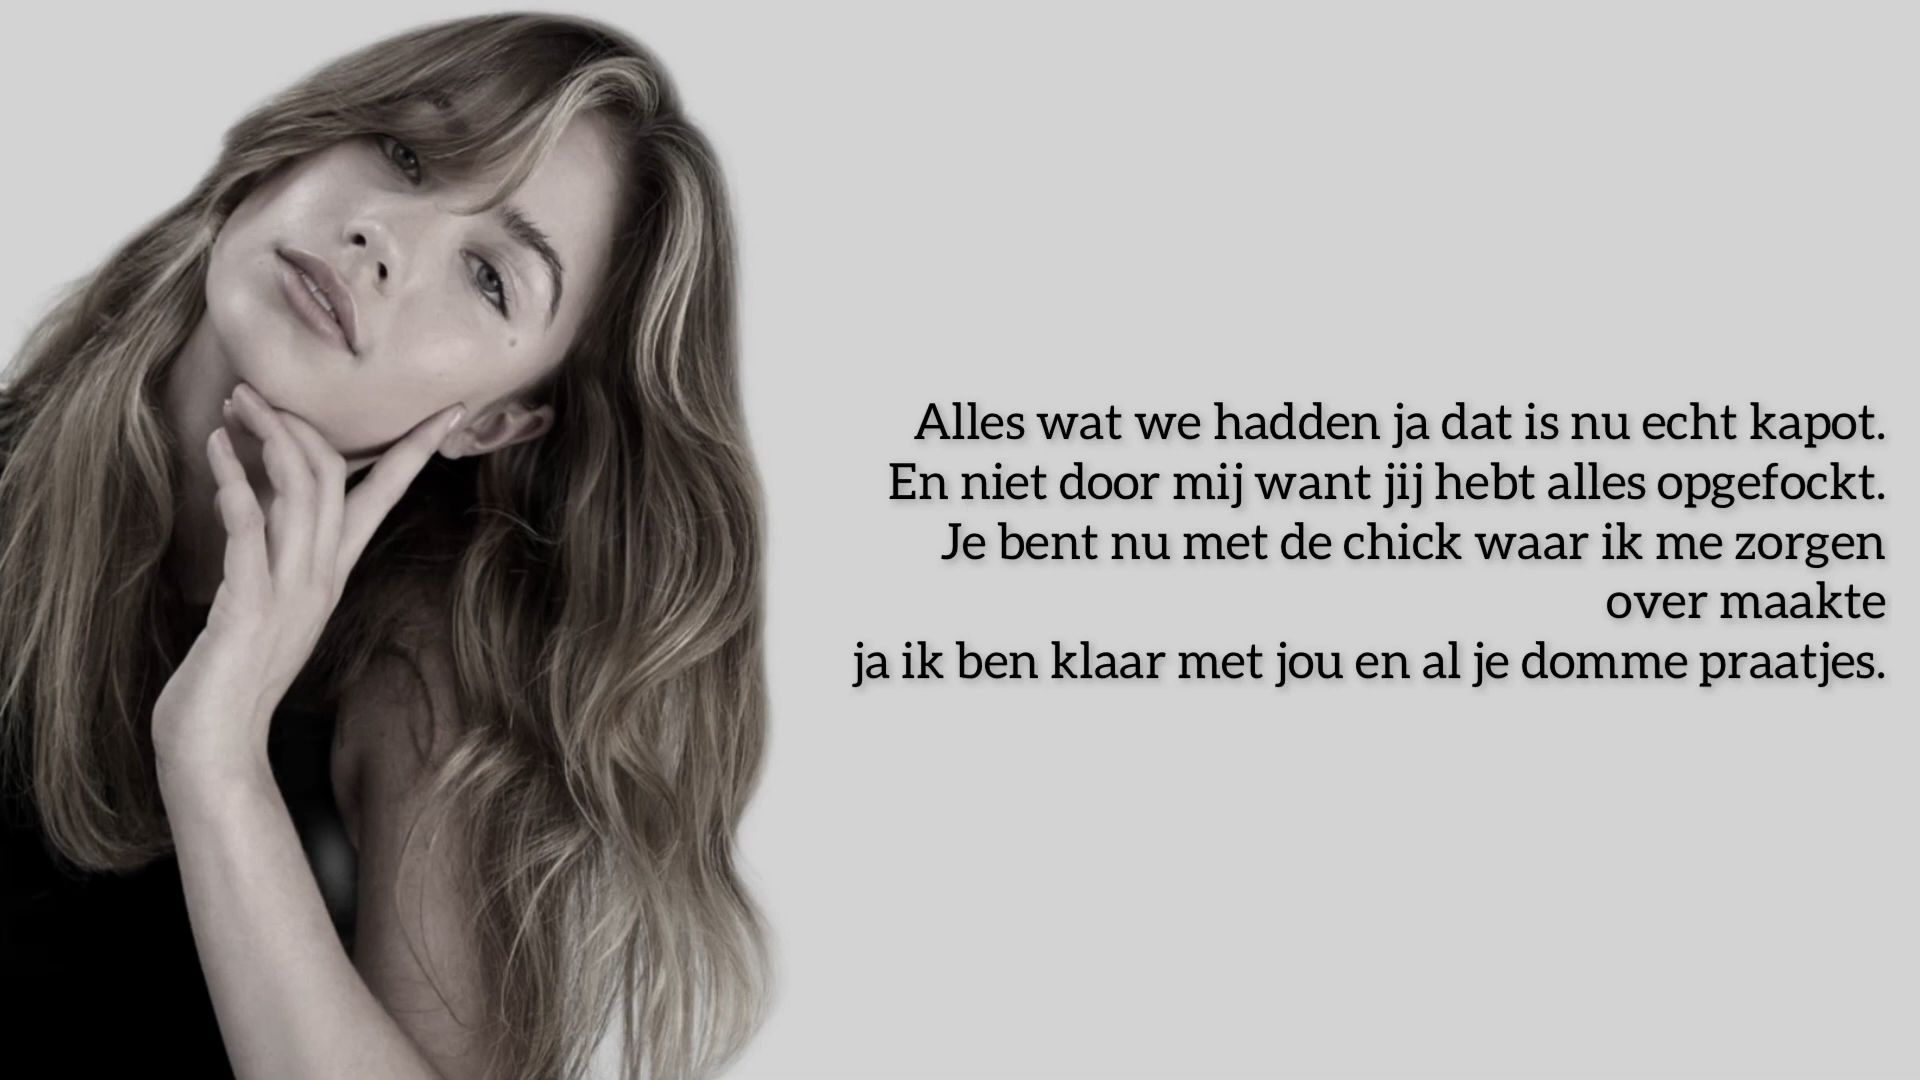 Alles wat we hadden ja dat is nu echt kapot.
En niet door mij want jij hebt alles opgefockt.
Je bent nu met de chick waar ik me zorgen
over maakte
ja ik ben klaar met jou en al je domme praatjes.